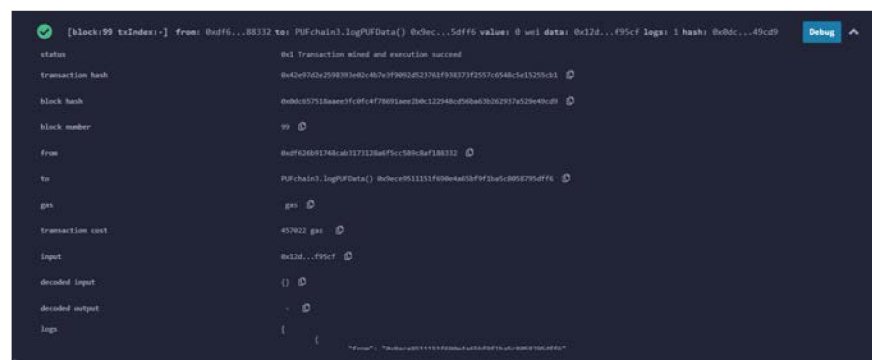 [block:99 txIndex:-] from: 0xdf6...88332 to: PUFchain3.logPUFData() 0x9ec...5dff6 value: 0 wei data: 0x12d...f95cf logs: 1 hash: 0x0dc...49cd9 Debug
status 0x1 Transaction mined and execution succeed
transaction hash
block hash
block number 99
from
to PUFchain3.logPUFData()
gas gas
transaction cost 457022 gas
input 0x12d...f95cf
decoded input {}
decoded output -
logs [
{
"from":